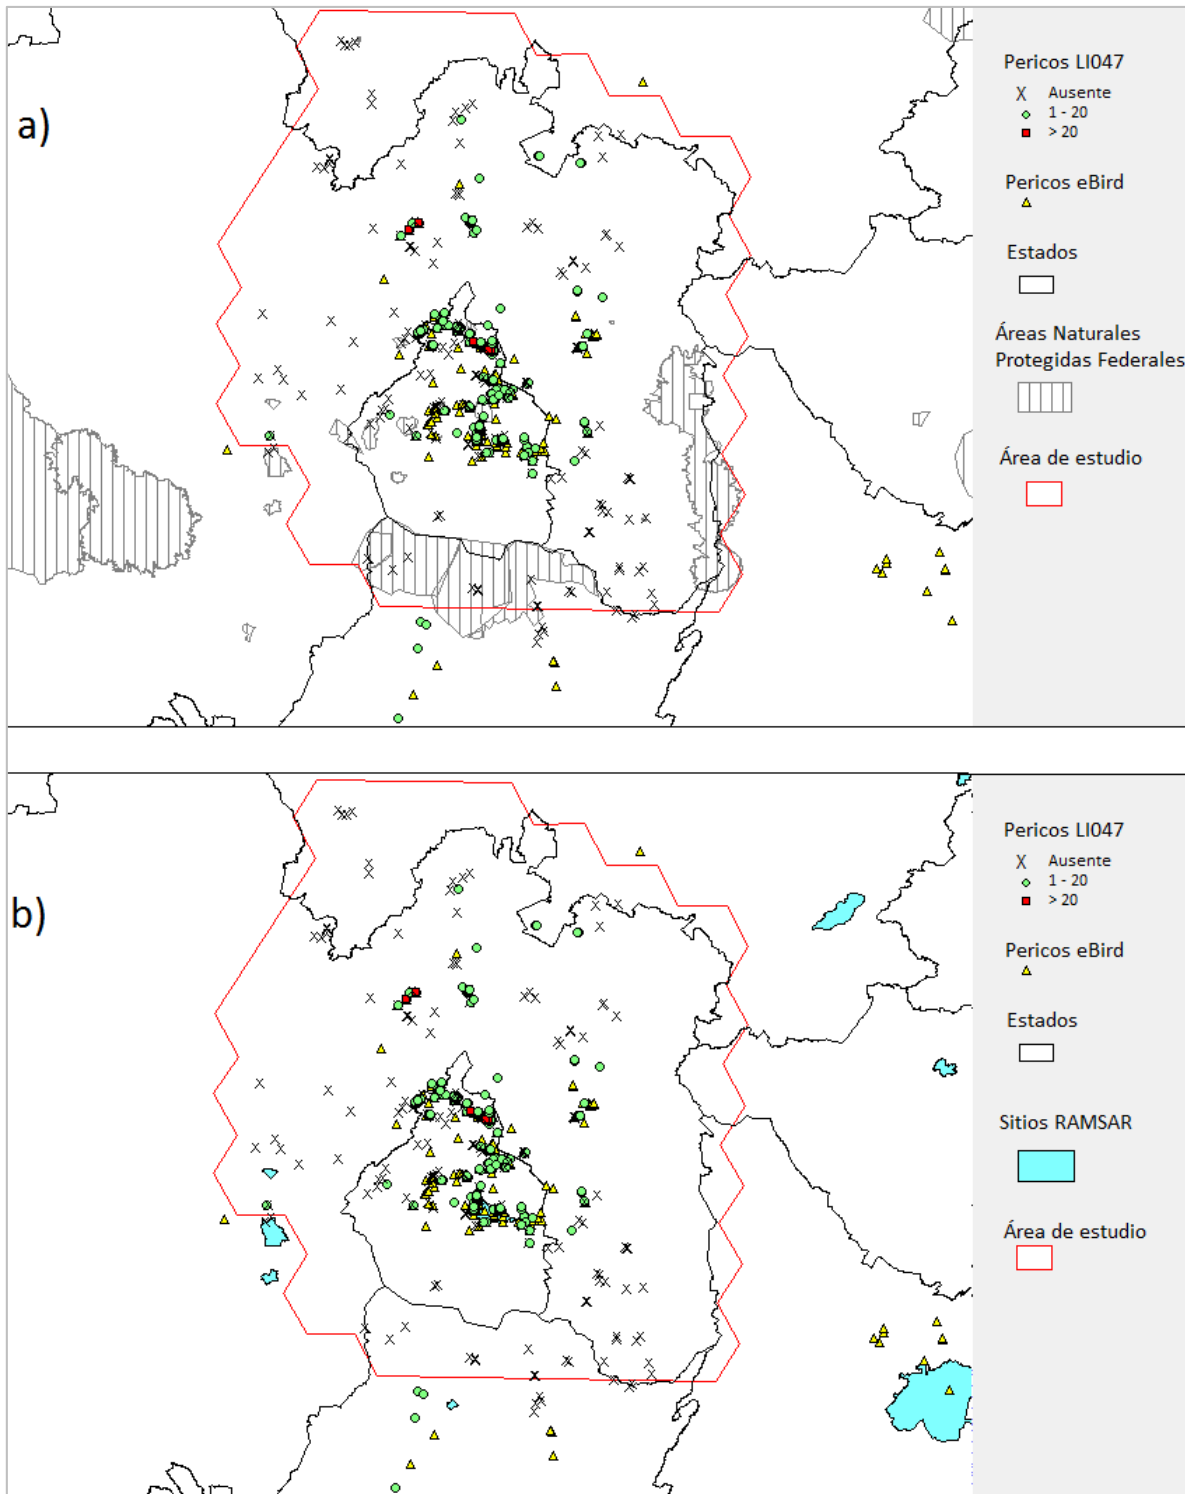 a)
Pericos LI047
Ausente
1 - 20
> 20
Pericos eBird
Estados
Áreas Naturales
Protegidas Federales
Área de estudio
b)
Pericos LI047
Ausente
1 - 20
> 20
Pericos eBird
Estados
Sitios RAMSAR
Área de estudio